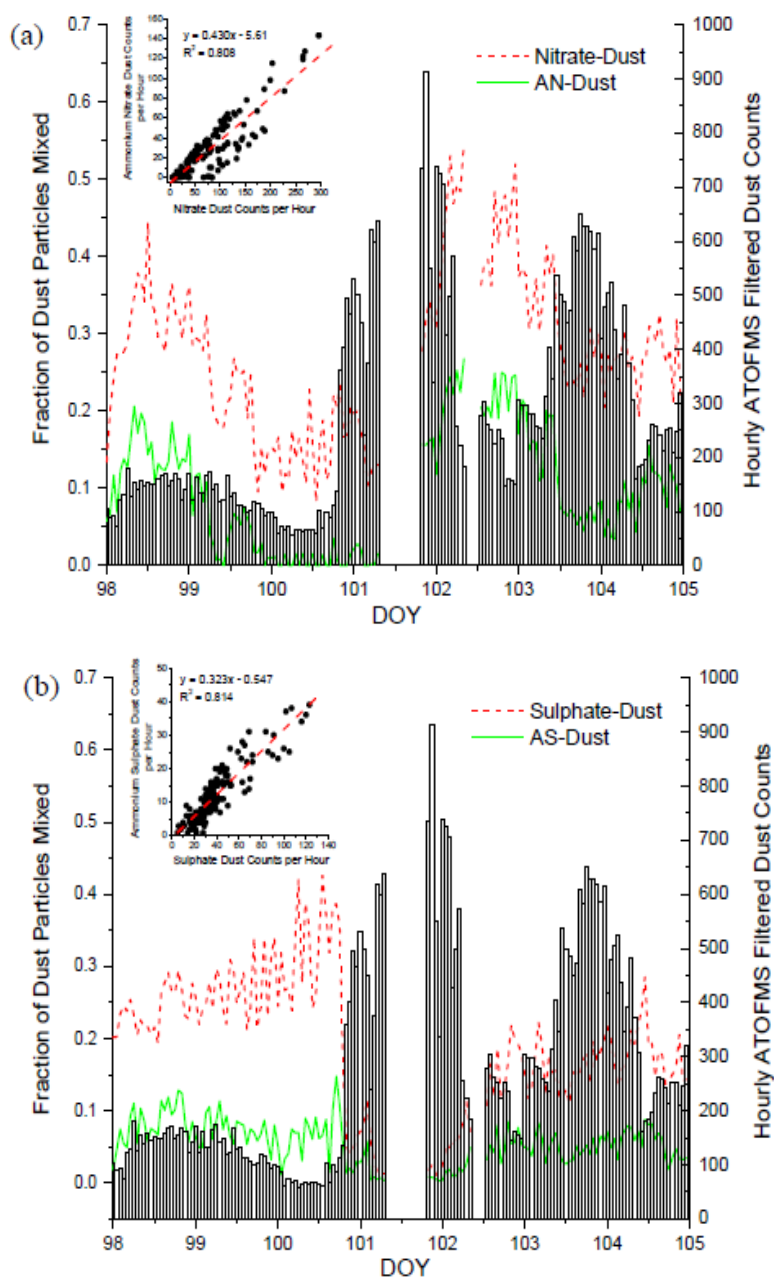 (a)
0.7
0.6
0.5
0.4
0.3
0.2
0.1
0.0
Fraction of Dust Particles Mixed
160
140
120
100
80
60
40
20
0
Ammonium Nitrate Dust Counts
per Hour
y = 0.430x - 5.61
R² = 0.808
0 50 100 150 200 250 300
Nitrate Dust Counts per Hour
Nitrate-Dust
AN-Dust
1000
900
800
700
600
500
400
300
200
100
0
Hourly ATOFMS Filtered Dust Counts
98 99 100 101 102 103 104 105
DOY
(b)
0.7
0.6
0.5
0.4
0.3
0.2
0.1
0.0
Fraction of Dust Particles Mixed
50
40
30
20
10
0
Ammonium Sulphate Dust Counts
per Hour
y = 0.323x - 0.547
R² = 0.814
0 20 40 60 80 100 120 140
Sulphate Dust Counts per Hour
Sulphate-Dust
AS-Dust
1000
900
800
700
600
500
400
300
200
100
0
Hourly ATOFMS Filtered Dust Counts
98 99 100 101 102 103 104 105
DOY